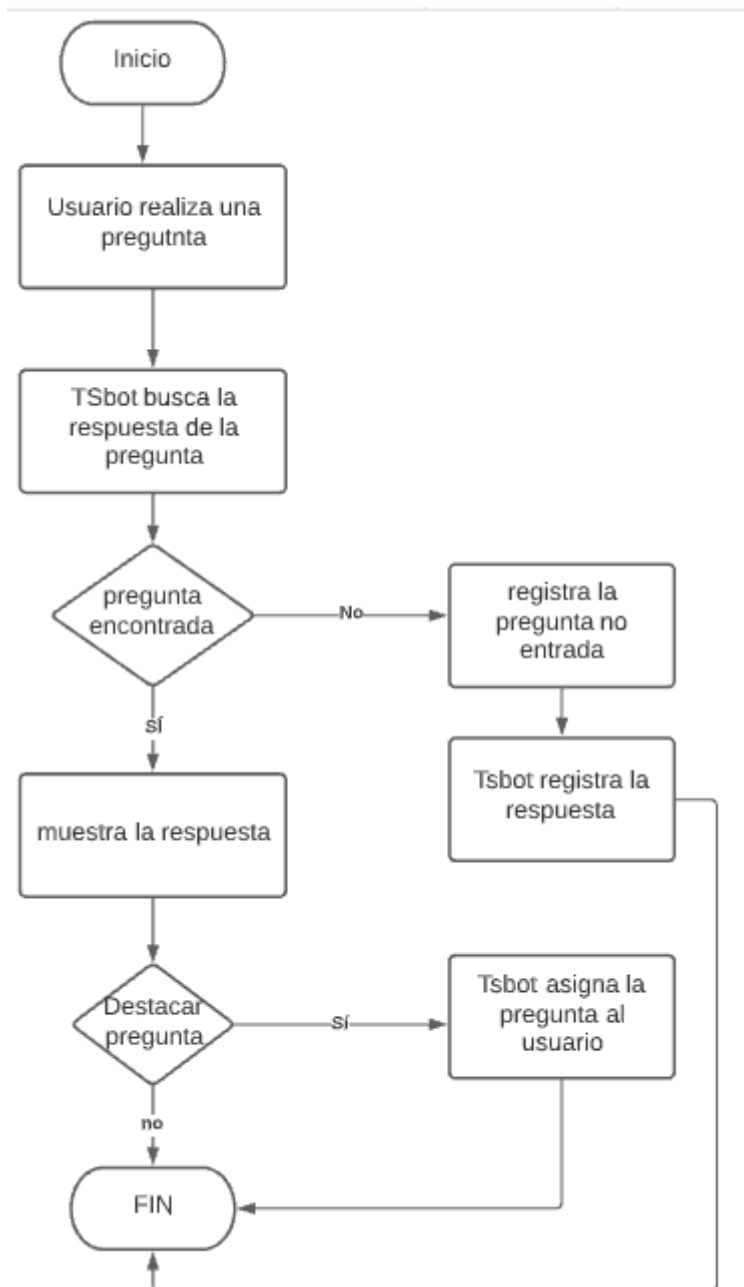 Inicio
Usuario realiza una
pregutnta
TSbot busca la
respuesta de la
pregunta
pregunta
encontrada
No
registra la
pregunta no
entrada
sí
Tsbot registra la
respuesta
muestra la respuesta
Destacar
pregunta
Sí
Tsbot asigna la
pregunta al
usuario
no
FIN